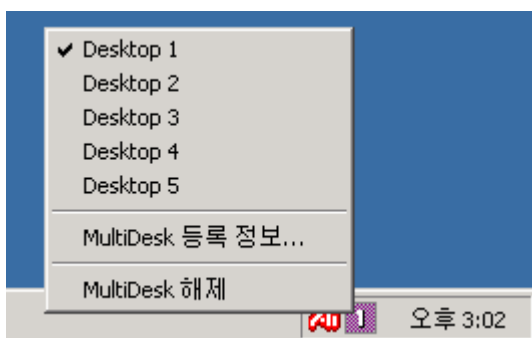 Desktop 1
Desktop 2
Desktop 3
Desktop 4
Desktop 5
MultiDesk 등록 정보...
MultiDesk 해제
ATI 1 오후 3:02